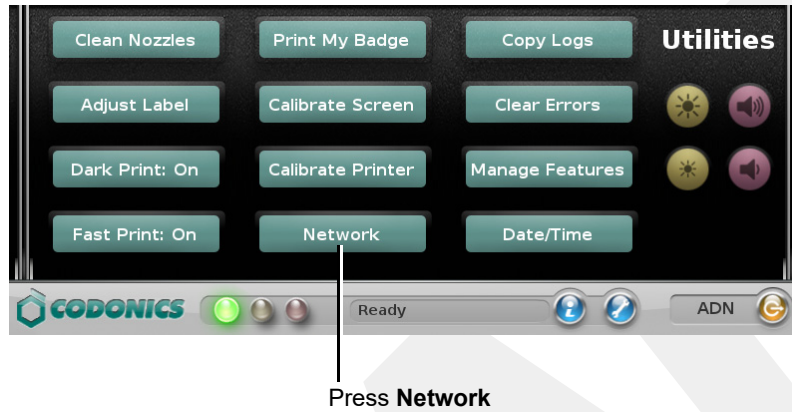 Clean Nozzles Print My Badge Copy Logs Utilities
Adjust Label Calibrate Screen Clear Errors
Dark Print: On Calibrate Printer Manage Features
Fast Print: On Network Date/Time
CODONICS Ready i ADN
Press Network